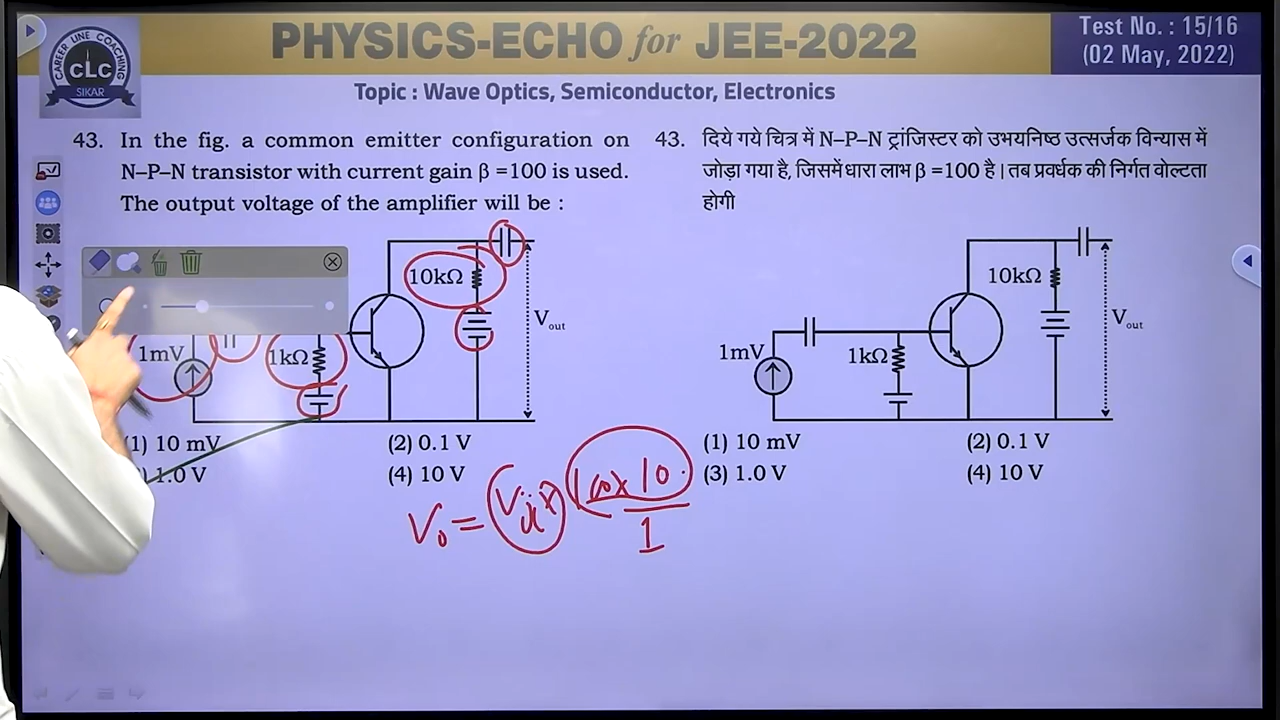 PHYSICS-ECHO for JEE-2022
Test No. : 15/16
(02 May, 2022)
CAREER LINE COACHING
CLC
SIKAR
Topic : Wave Optics, Semiconductor, Electronics
43. In the fig. a common emitter configuration on
N–P–N transistor with current gain β =100 is used.
The output voltage of the amplifier will be :
10kΩ
Vout
1mV
1kΩ
(1) 10 mV
(2) 0.1 V
1.0 V
(4) 10 V
V₀ =
100 × 10
1
43. दिये गये चित्र में N–P–N ट्रांजिस्टर को उभयनिष्ठ उत्सर्जक विन्यास में
जोड़ा गया है, जिसमें धारा लाभ β =100 है। तब प्रवर्धक की निर्गत वोल्टता
होगी
10kΩ
Vout
1mV
1kΩ
(1) 10 mV
(2) 0.1 V
(3) 1.0 V
(4) 10 V